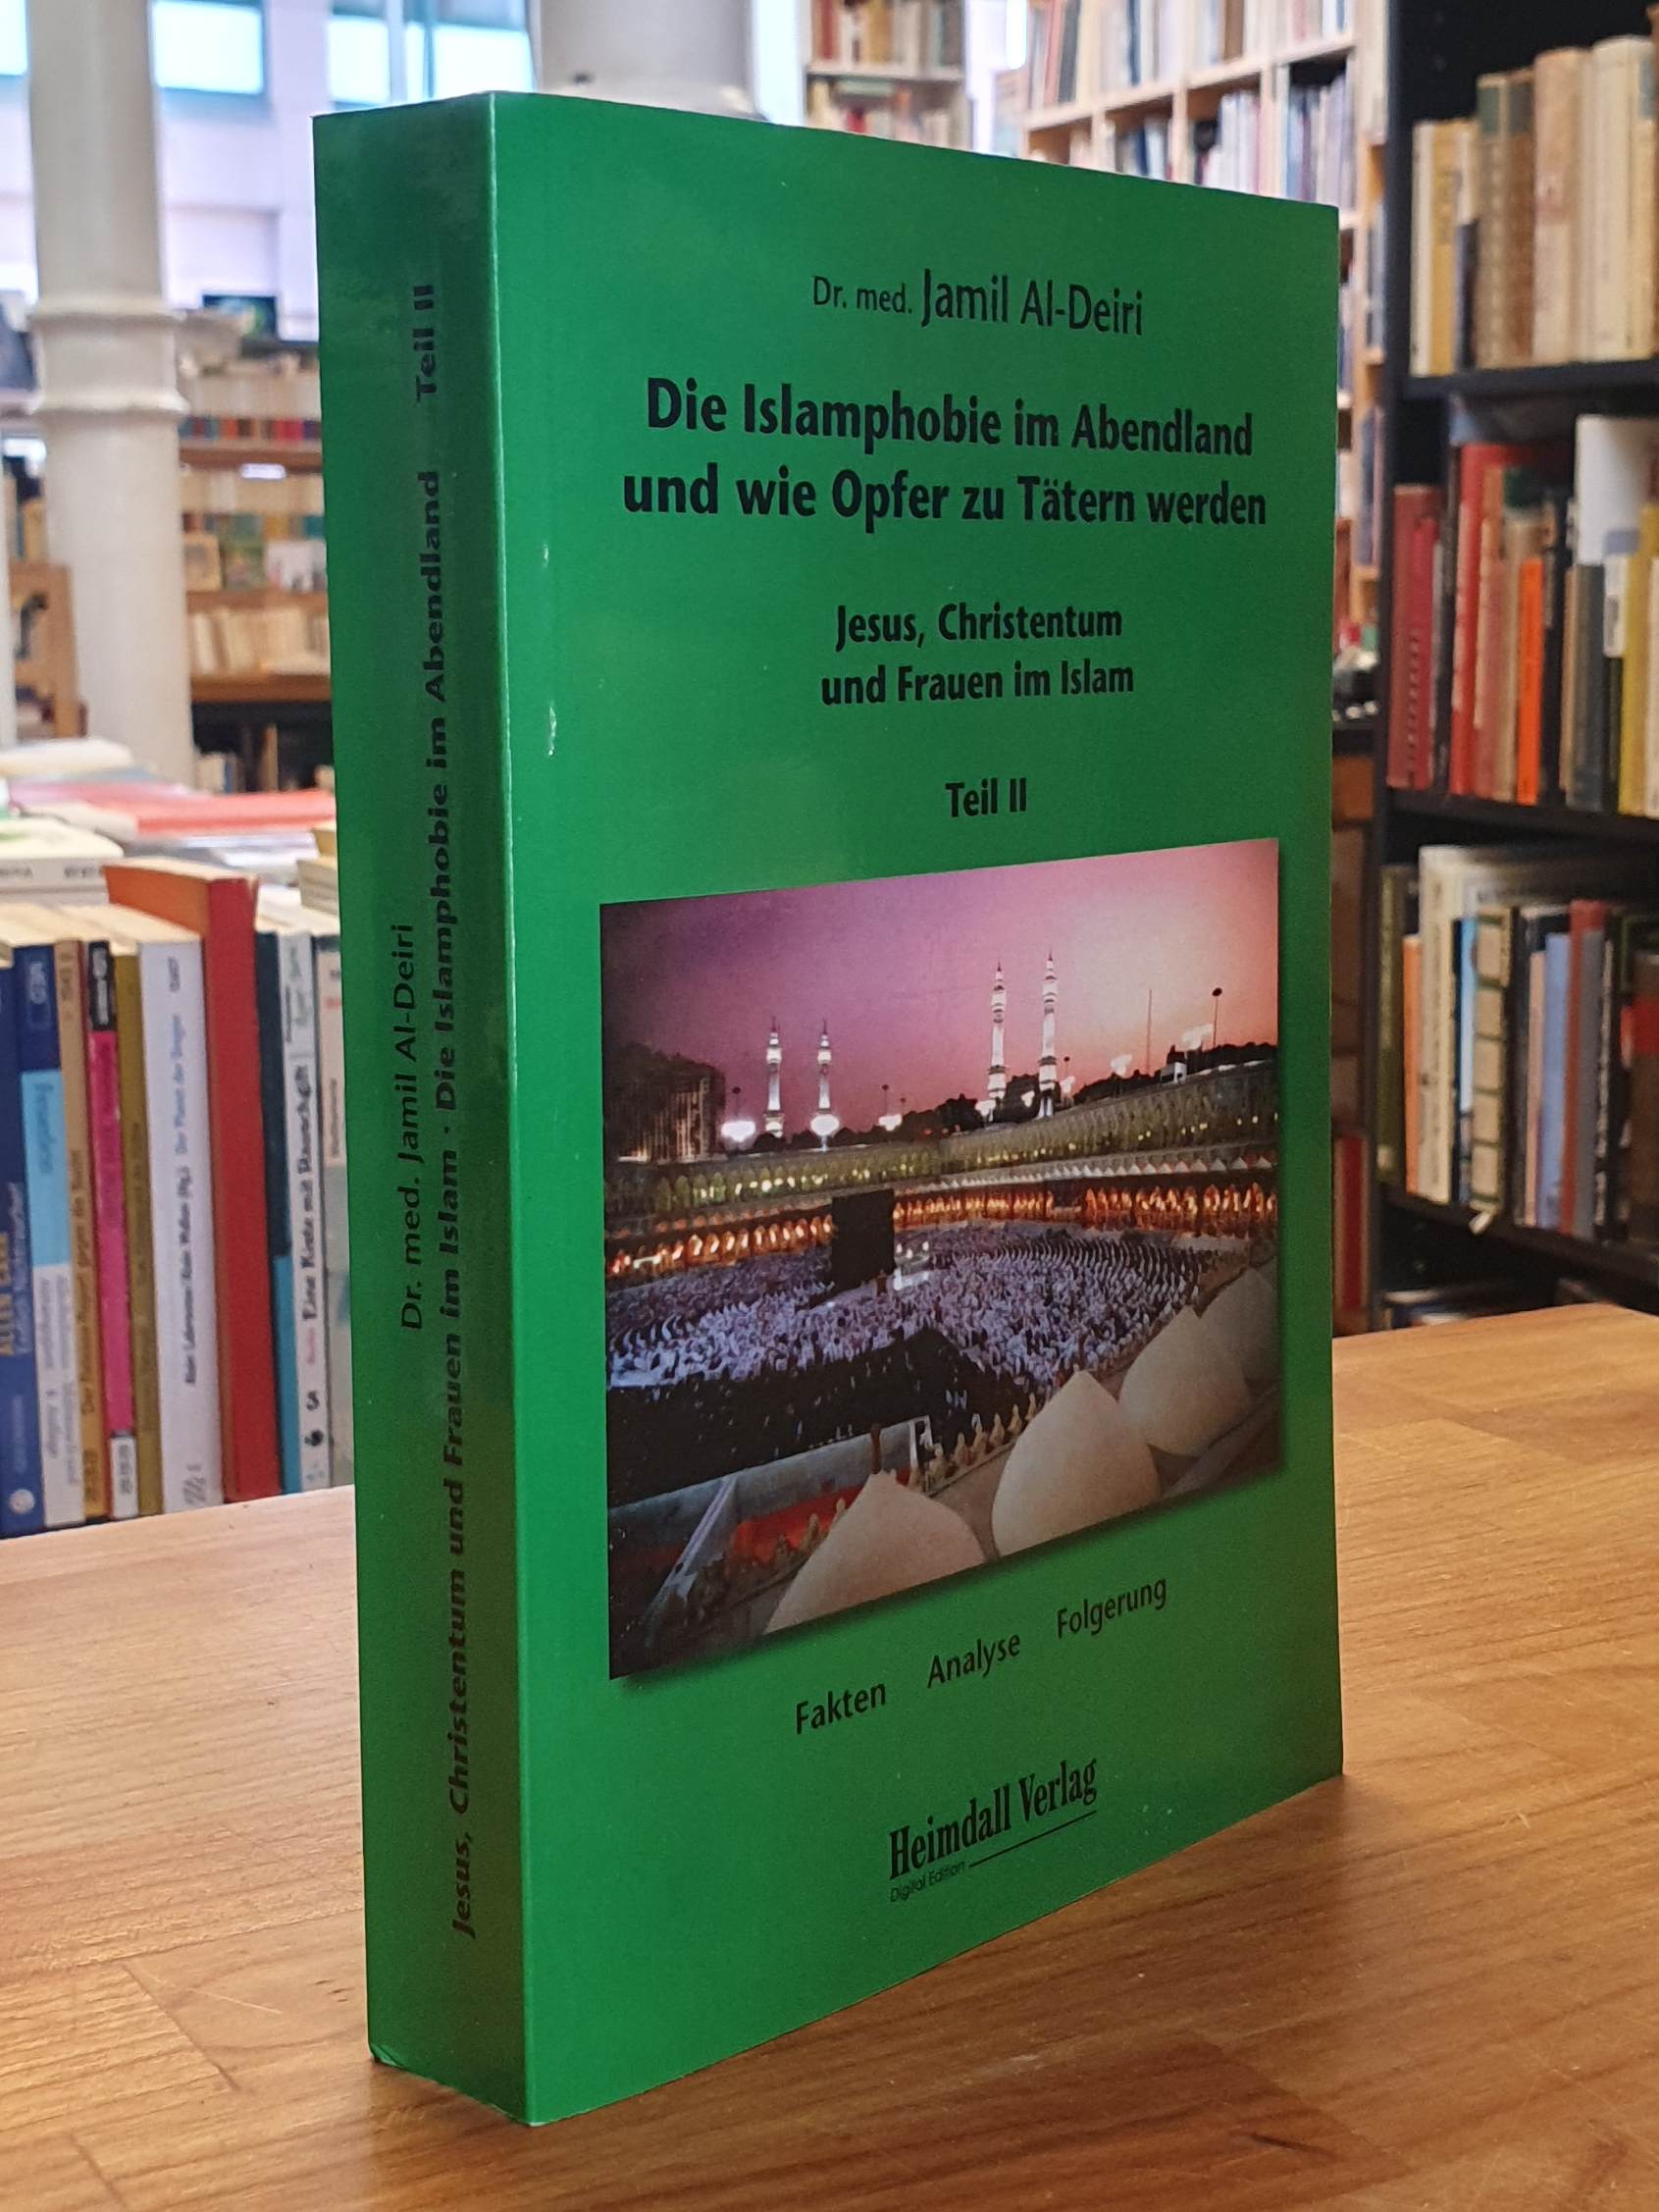 Dr. med. Jamil Al-Deiri
Die Islamphobie im Abendland
und wie Opfer zu Tätern werden
Jesus, Christentum
und Frauen im Islam
Teil II
Fakten Analyse Folgerung
Heimdall Verlag
Digital Edition
Dr. med. Jamil Al-Deiri
Jesus, Christentum und Frauen im Islam · Die Islamphobie im Abendland Teil II